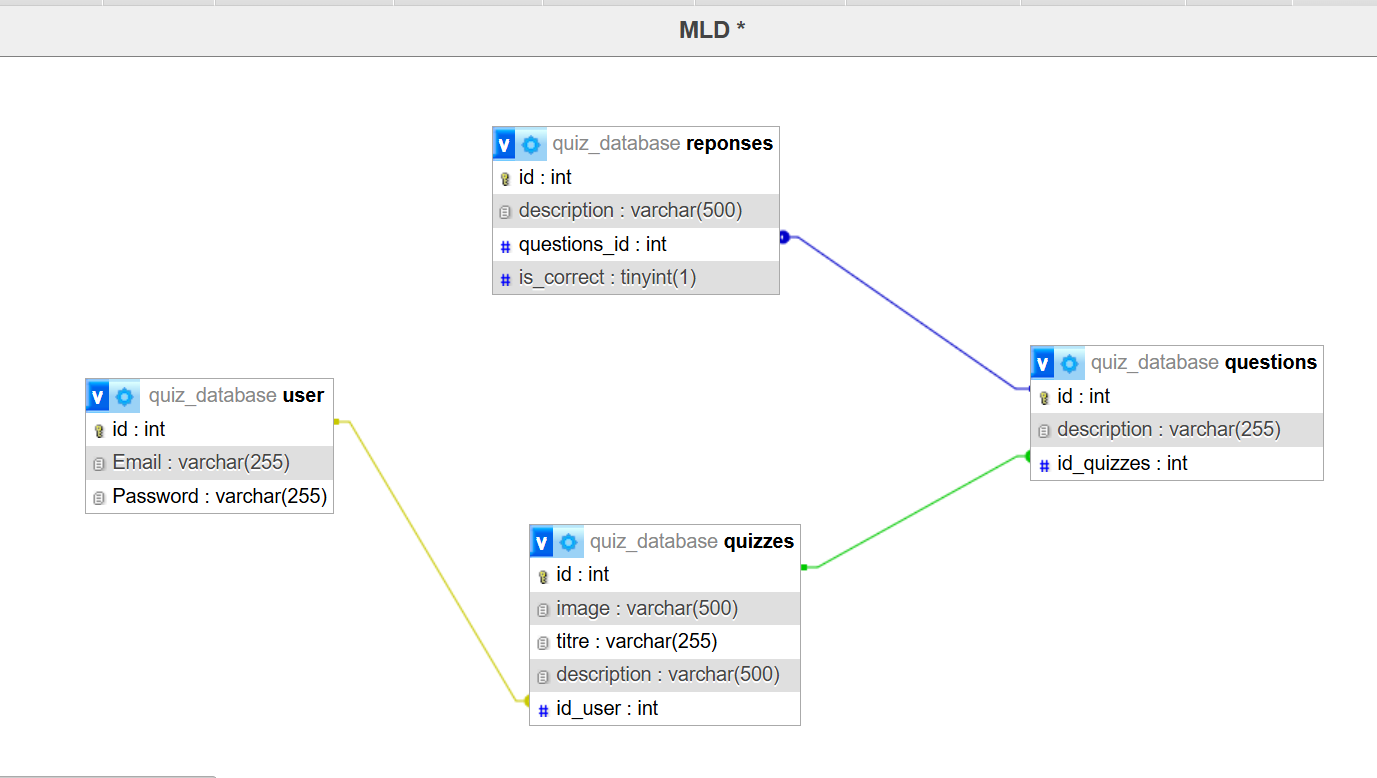 MLD *
v quiz_database reponses
id : int
description : varchar(500)
# questions_id : int
# is_correct : tinyint(1)
v quiz_database questions
id : int
description : varchar(255)
# id_quizzes : int
v quiz_database user
id : int
Email : varchar(255)
Password : varchar(255)
v quiz_database quizzes
id : int
image : varchar(500)
titre : varchar(255)
description : varchar(500)
# id_user : int